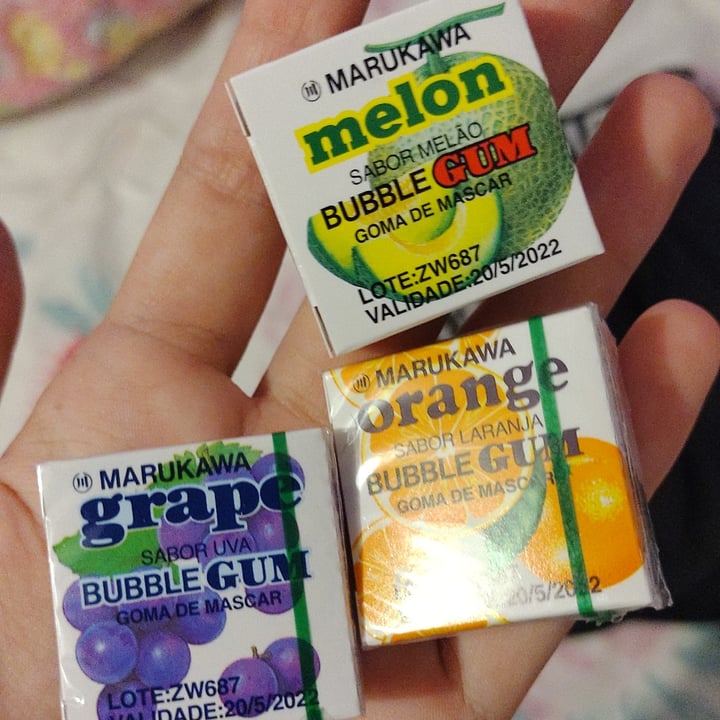 MARUKAWA
melon
SABOR MELÃO
BUBBLE GUM
GOMA DE MASCAR
LOTE:ZW687
VALIDADE:20/5/2022
MARUKAWA
orange
SABOR LARANJA
BUBBLE GUM
GOMA DE MASCAR
20/5/2022
MARUKAWA
grape
SABOR UVA
BUBBLE GUM
GOMA DE MASCAR
LOTE:ZW687
VALIDADE:20/5/2022